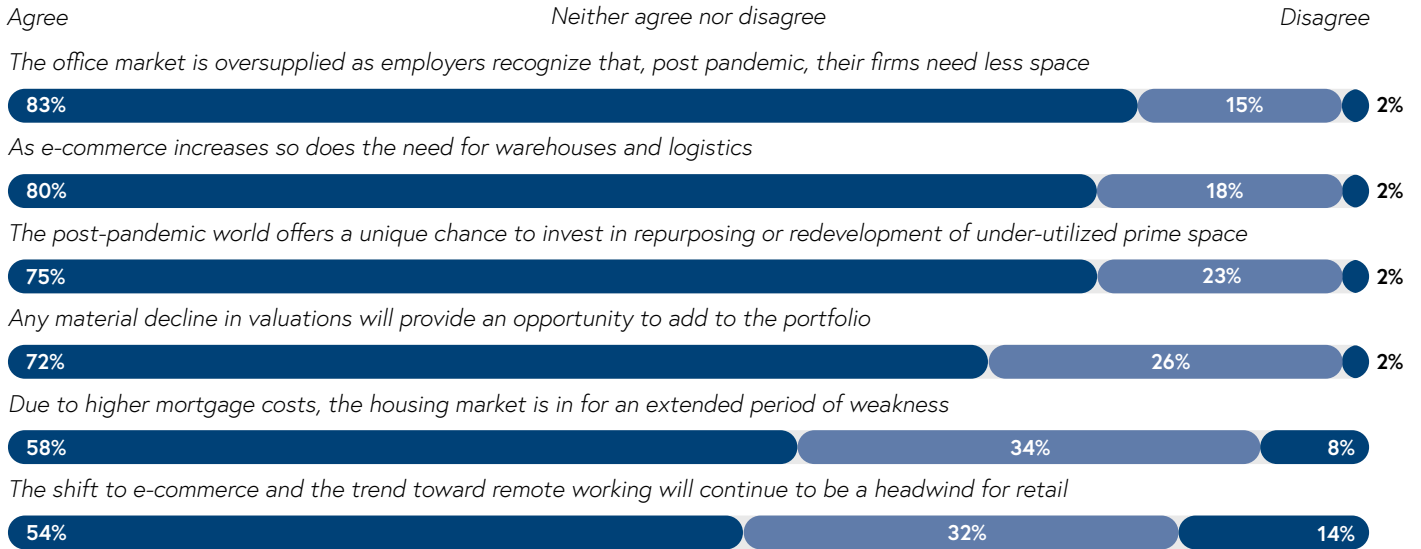 Agree Neither agree nor disagree Disagree
The office market is oversupplied as employers recognize that, post pandemic, their firms need less space
83% 15% 2%
As e-commerce increases so does the need for warehouses and logistics
80% 18% 2%
The post-pandemic world offers a unique chance to invest in repurposing or redevelopment of under-utilized prime space
75% 23% 2%
Any material decline in valuations will provide an opportunity to add to the portfolio
72% 26% 2%
Due to higher mortgage costs, the housing market is in for an extended period of weakness
58% 34% 8%
The shift to e-commerce and the trend toward remote working will continue to be a headwind for retail
54% 32% 14%